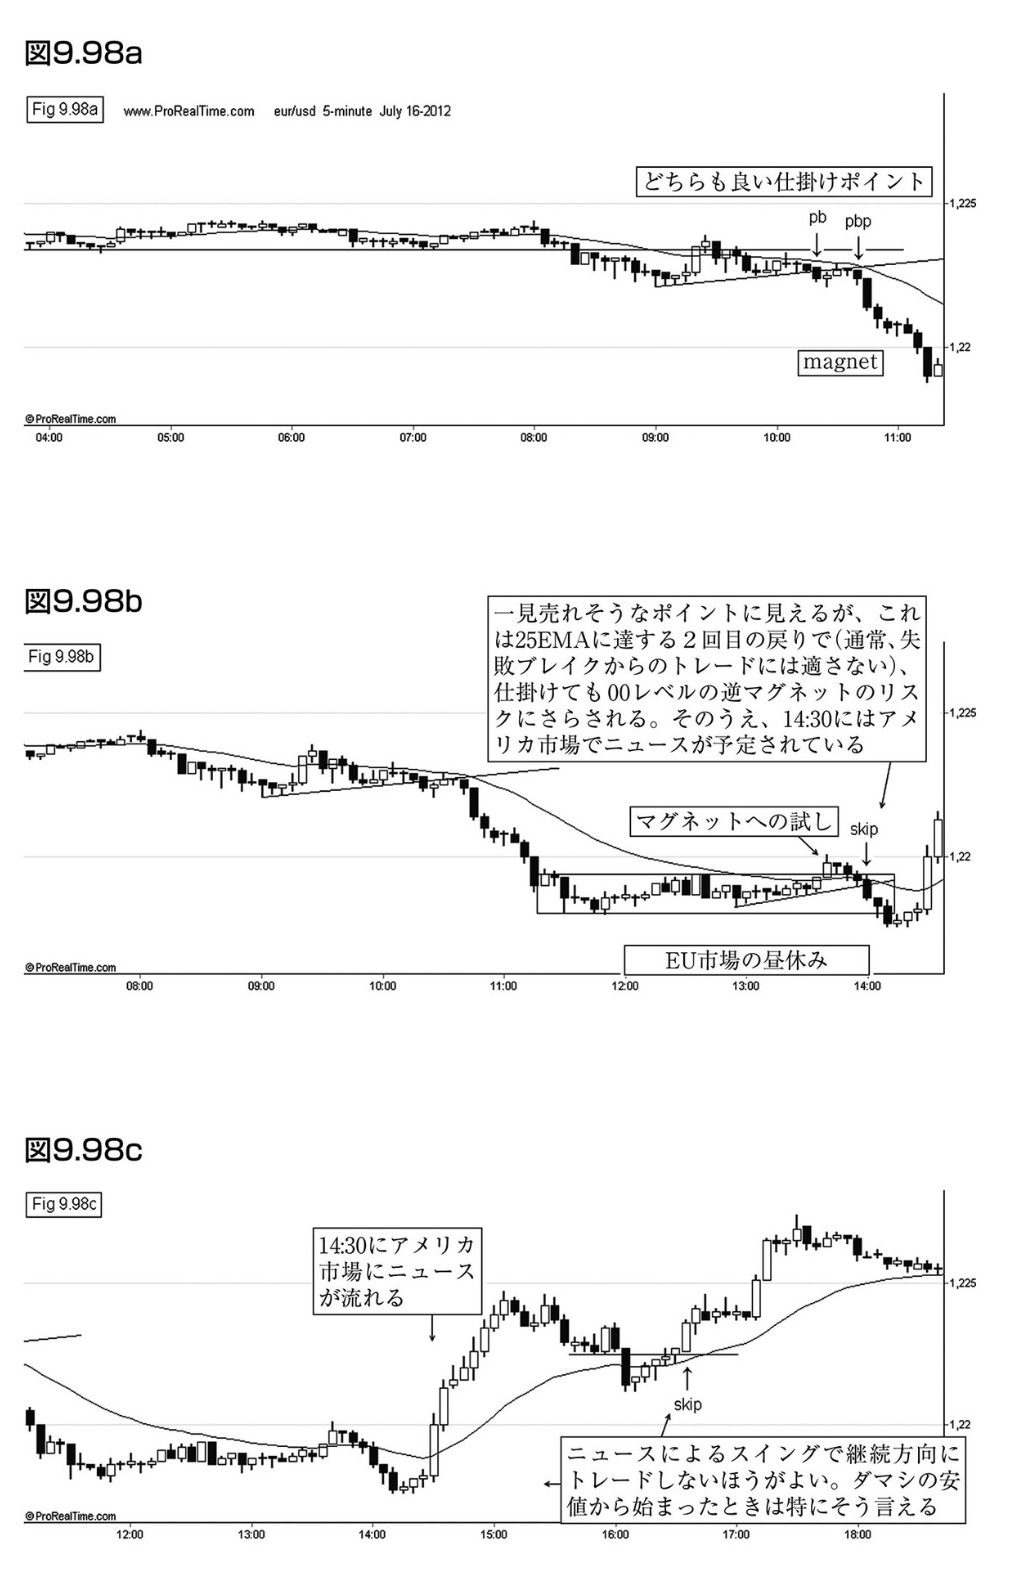 図9.98a
Fig 9.98a www.ProRealTime.com eur/usd 5-minute July 16-2012
どちらも良い仕掛けポイント
1,225
pb pbp
1,22
magnet
©ProRealTime.com
04:00 05:00 06:00 07:00 08:00 09:00 10:00 11:00
図9.98b
Fig 9.98b
一見売れそうなポイントに見えるが、これ
は25EMAに達する2回目の戻りで(通常、失
敗ブレイクからのトレードには適さない)、
仕掛けても00レベルの逆マグネットのリス
クにさらされる。そのうえ、14:30にはアメ
リカ市場でニュースが予定されている
1,225
マグネットへの試し
skip
1,22
EU市場の昼休み
©ProRealTime.com
08:00 09:00 10:00 11:00 12:00 13:00 14:00
図9.98c
Fig 9.98c
14:30にアメリカ
市場にニュース
が流れる
1,225
skip
1,22
ニュースによるスイングで継続方向に
トレードしないほうがよい。ダマシの安
値から始まったときは特にそう言える
©ProRealTime.com
12:00 13:00 14:00 15:00 16:00 17:00 18:00